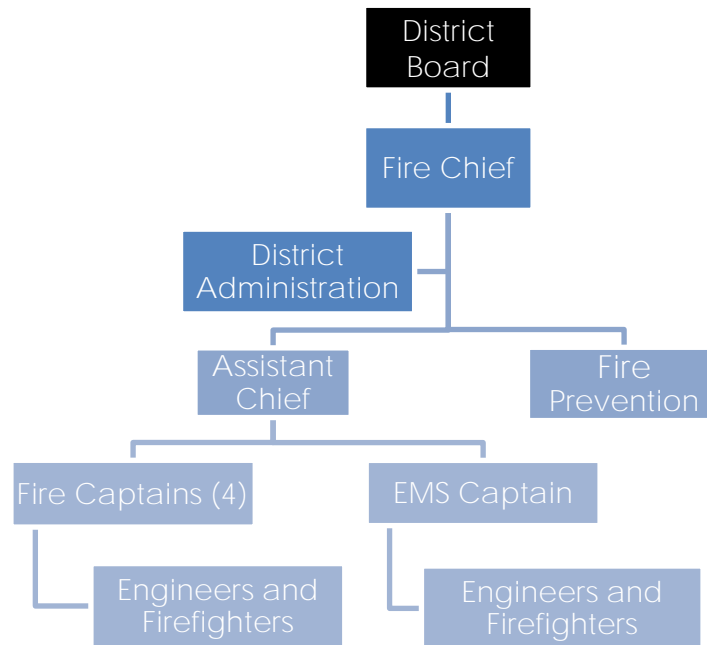 District
Board
Fire Chief
District
Administration
Assistant
Chief
Fire
Prevention
Fire Captains (4)
EMS Captain
Engineers and
Firefighters
Engineers and
Firefighters